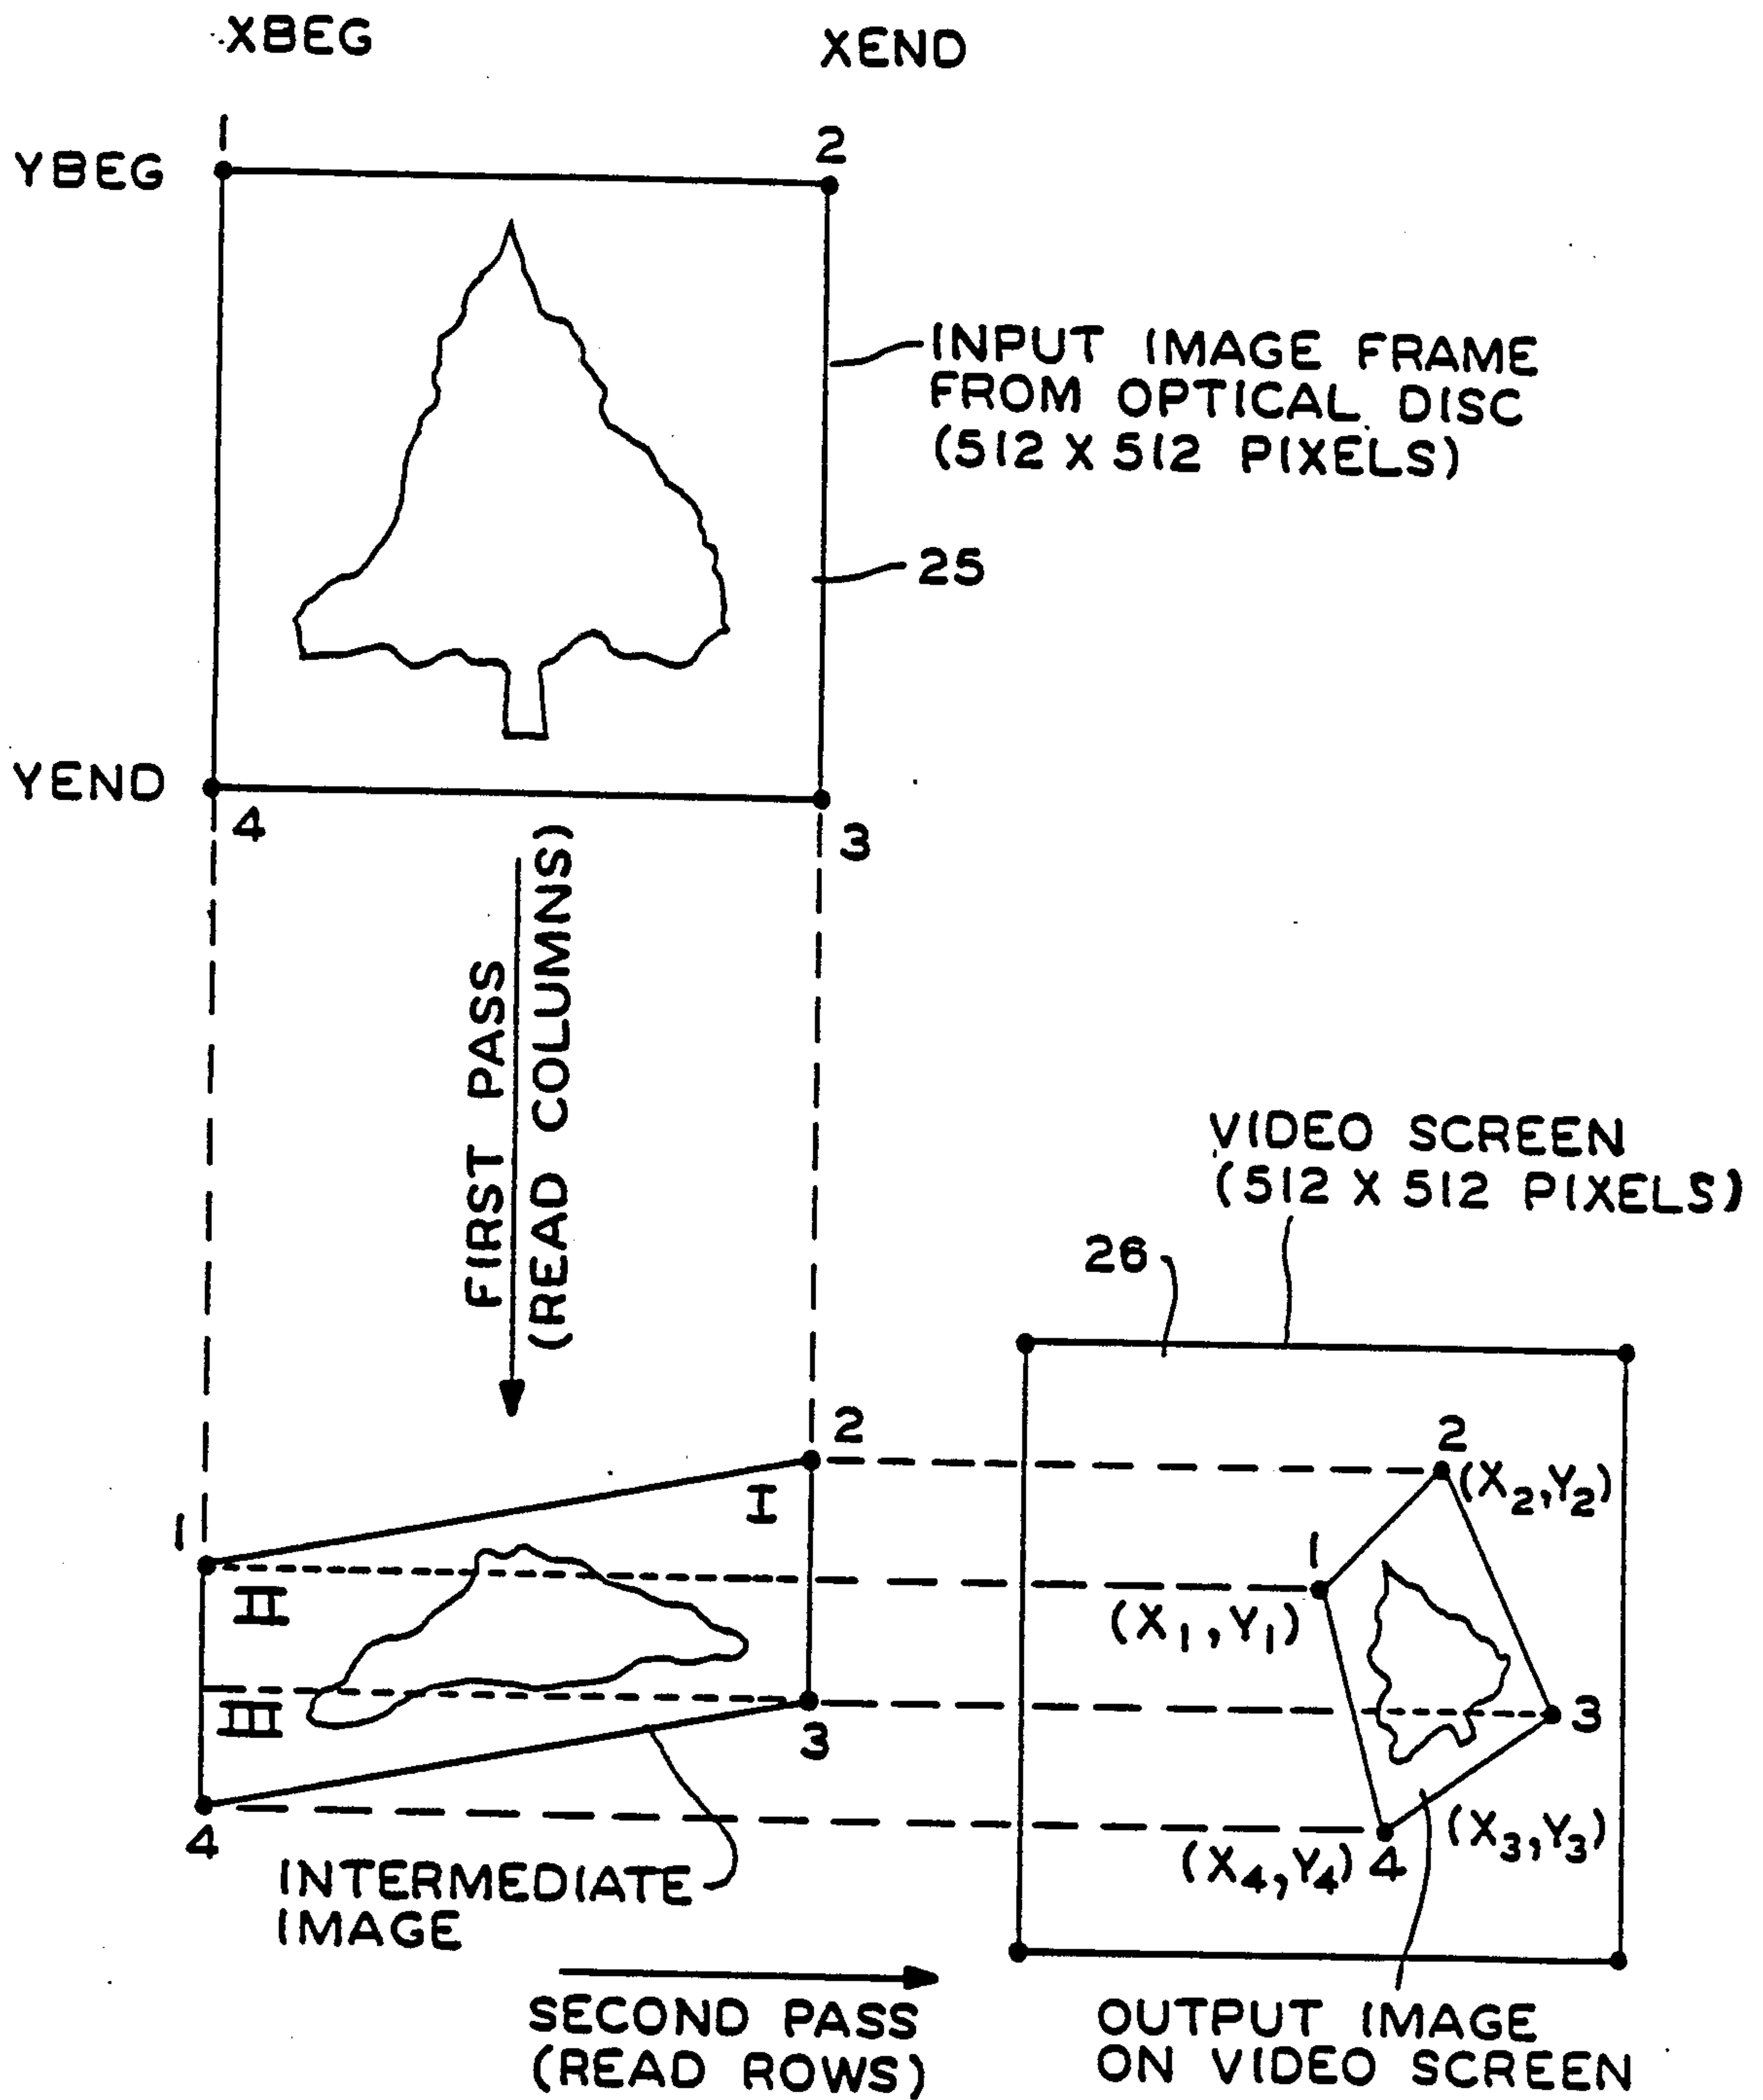 XBEG
XEND
YBEG
2
INPUT IMAGE FRAME
FROM OPTICAL DISC
(512 X 512 PIXELS)
25
YEND
4
3
FIRST PASS
(READ COLUMNS)
VIDEO SCREEN
(512 X 512 PIXELS)
26
2
I
1
II
III
3
4
INTERMEDIATE
IMAGE
2
(X₂,Y₂)
1
(X₁,Y₁)
3
(X₃,Y₃)
(X₄,Y₄) 4
SECOND PASS
(READ ROWS)
OUTPUT IMAGE
ON VIDEO SCREEN